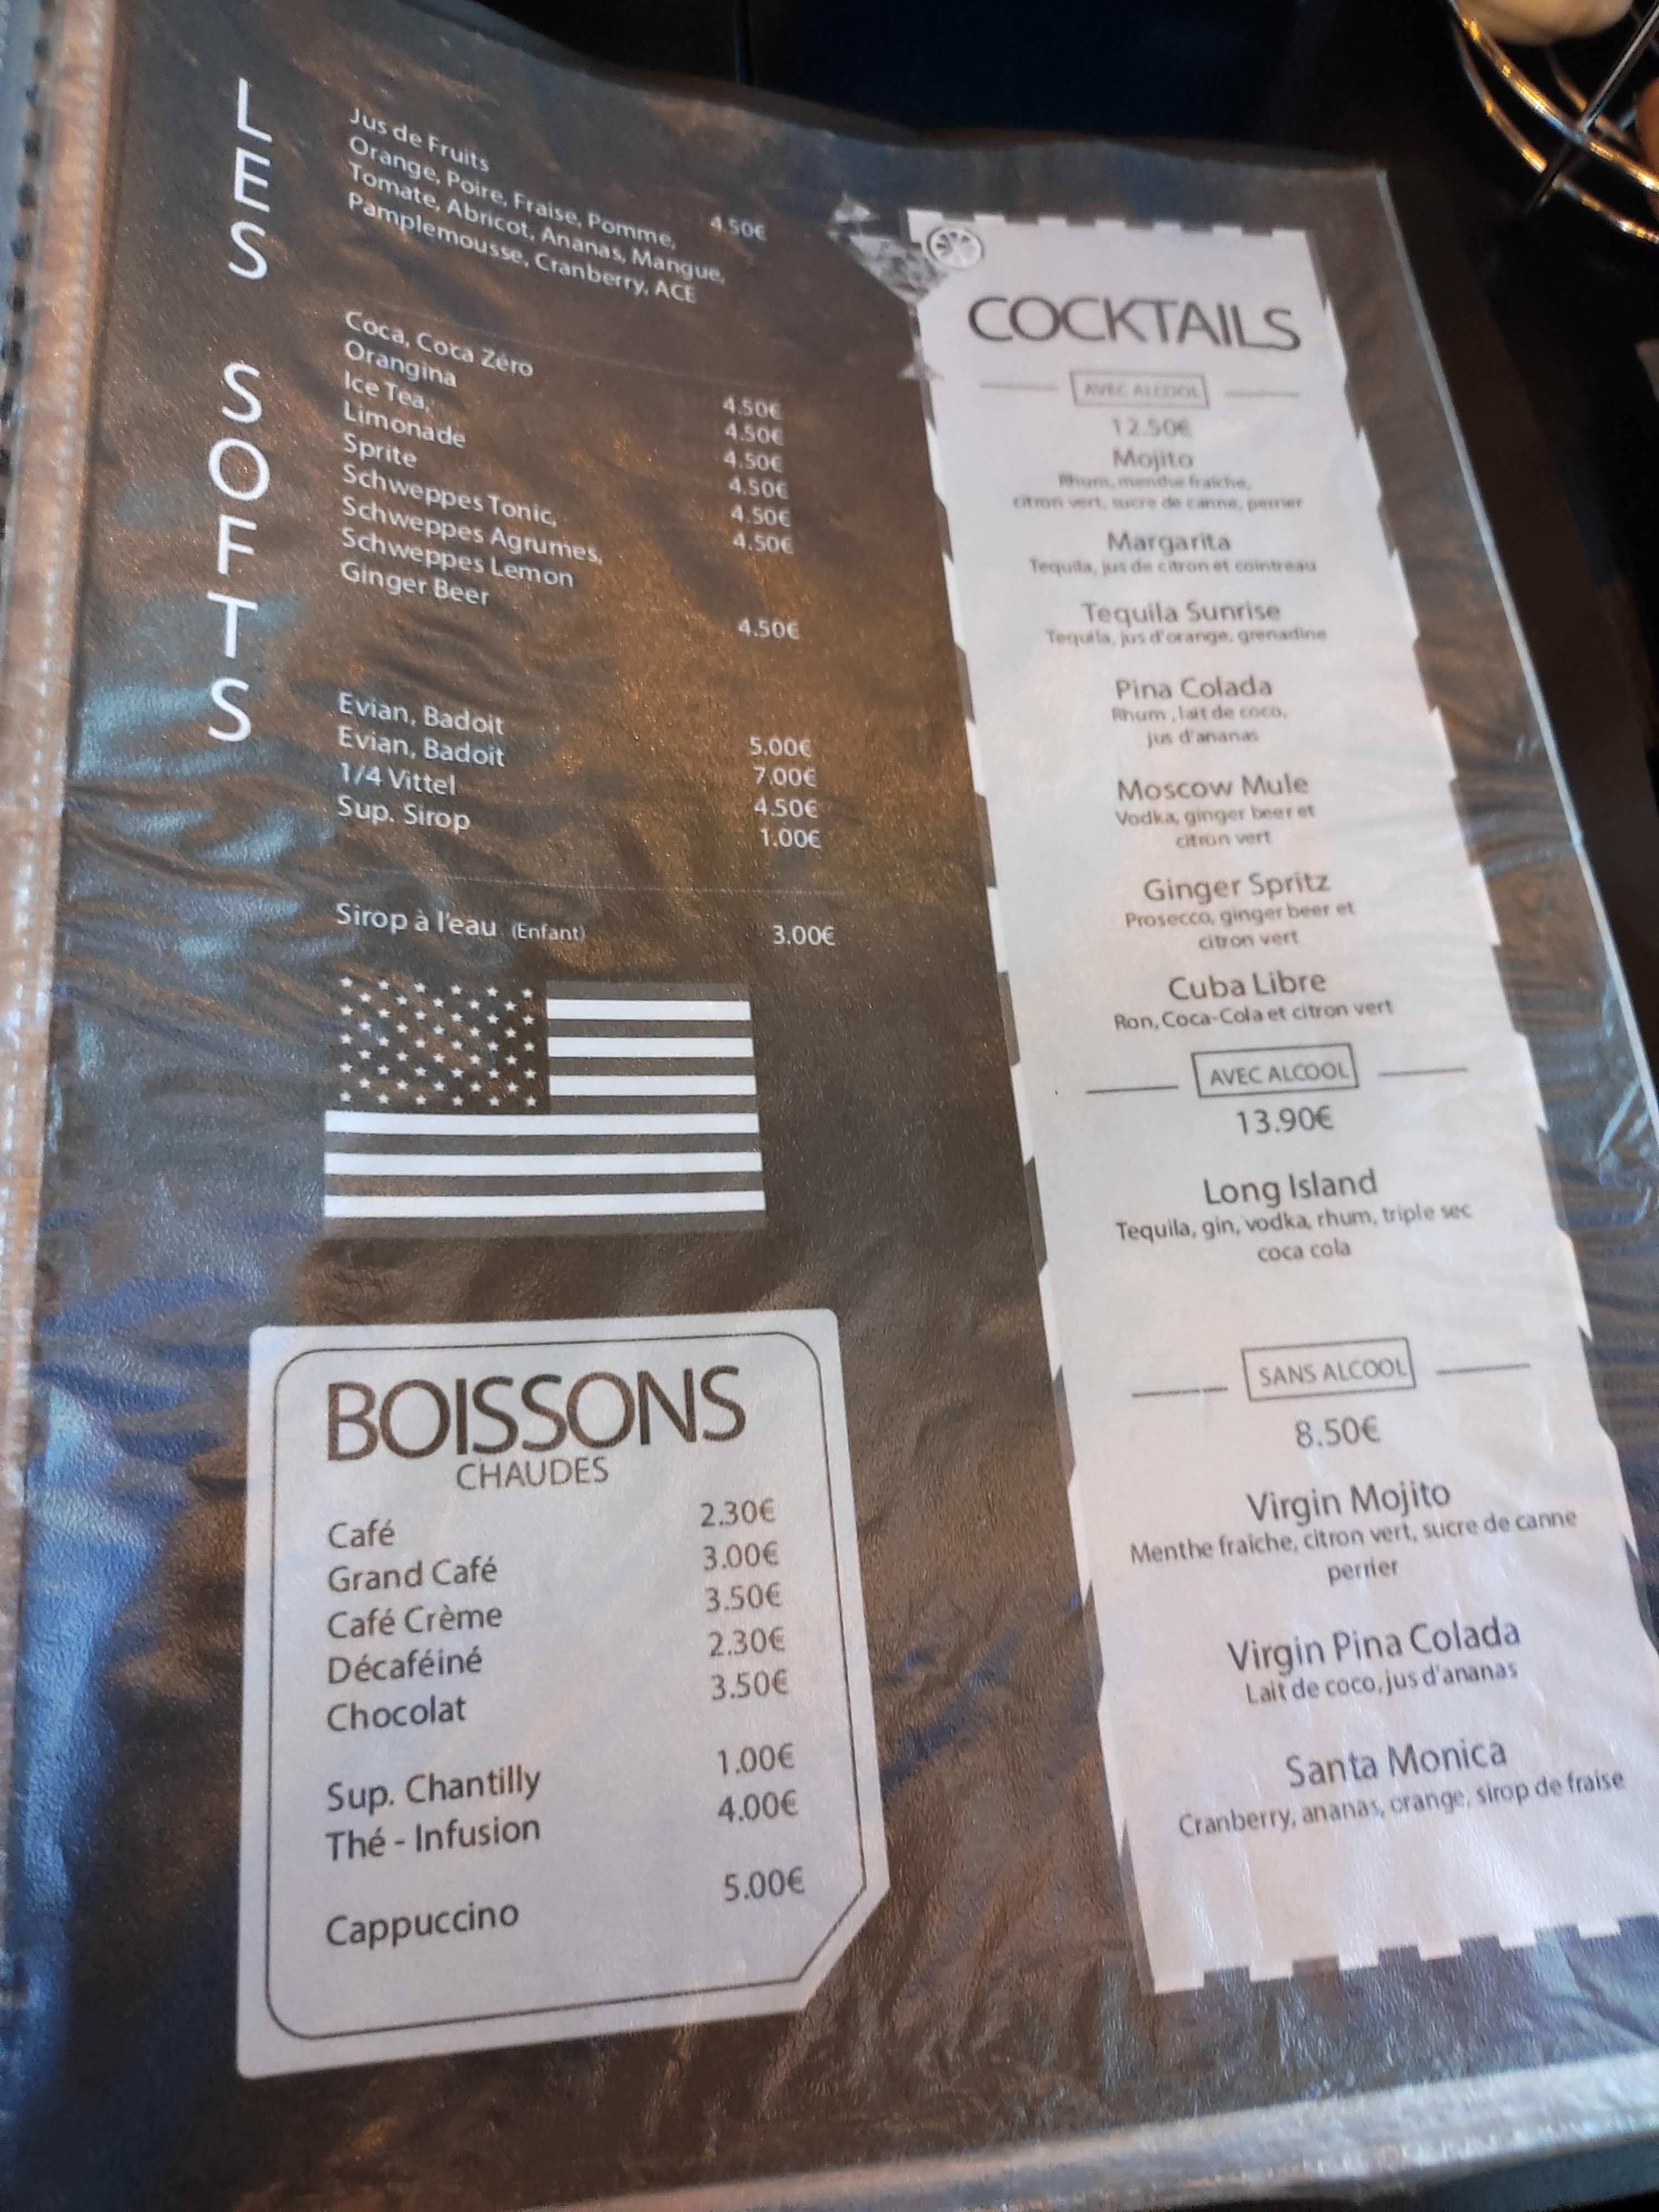 LES SOFTS
Jus de Fruits 4.50€
Orange, Poire, Fraise, Pomme,
Tomate, Abricot, Ananas, Mangue,
Pamplemousse, Cranberry, ACE
Coca, Coca Zéro 4.50€
Orangina 4.50€
Ice Tea, 4.50€
Limonade 4.50€
Sprite 4.50€
Schweppes Tonic, 4.50€
Schweppes Agrumes,
Schweppes Lemon
Ginger Beer 4.50€
Evian, Badoit 5.00€
Evian, Badoit 7.00€
1/4 Vittel 4.50€
Sup. Sirop 1.00€
Sirop à l'eau (Enfant) 3.00€
BOISSONS
CHAUDES
Café 2.30€
Grand Café 3.00€
Café Crème 3.50€
Décaféiné 2.30€
Chocolat 3.50€
Sup. Chantilly 1.00€
Thé - Infusion 4.00€
Cappuccino 5.00€
COCKTAILS
AVEC ALCOOL
12.50€
Mojito
Rhum, menthe fraîche,
citron vert, sucre de canne, perrier
Margarita
Tequila, jus de citron et cointreau
Tequila Sunrise
Tequila, jus d'orange, grenadine
Pina Colada
Rhum , lait de coco,
jus d'ananas
Moscow Mule
Vodka, ginger beer et
citron vert
Ginger Spritz
Prosecco, ginger beer et
citron vert
Cuba Libre
Ron, Coca-Cola et citron vert
AVEC ALCOOL
13.90€
Long Island
Tequila, gin, vodka, rhum, triple sec
coca cola
SANS ALCOOL
8.50€
Virgin Mojito
Menthe fraîche, citron vert, sucre de canne
perrier
Virgin Pina Colada
Lait de coco, jus d'ananas
Santa Monica
Cranberry, ananas, orange, sirop de fraise